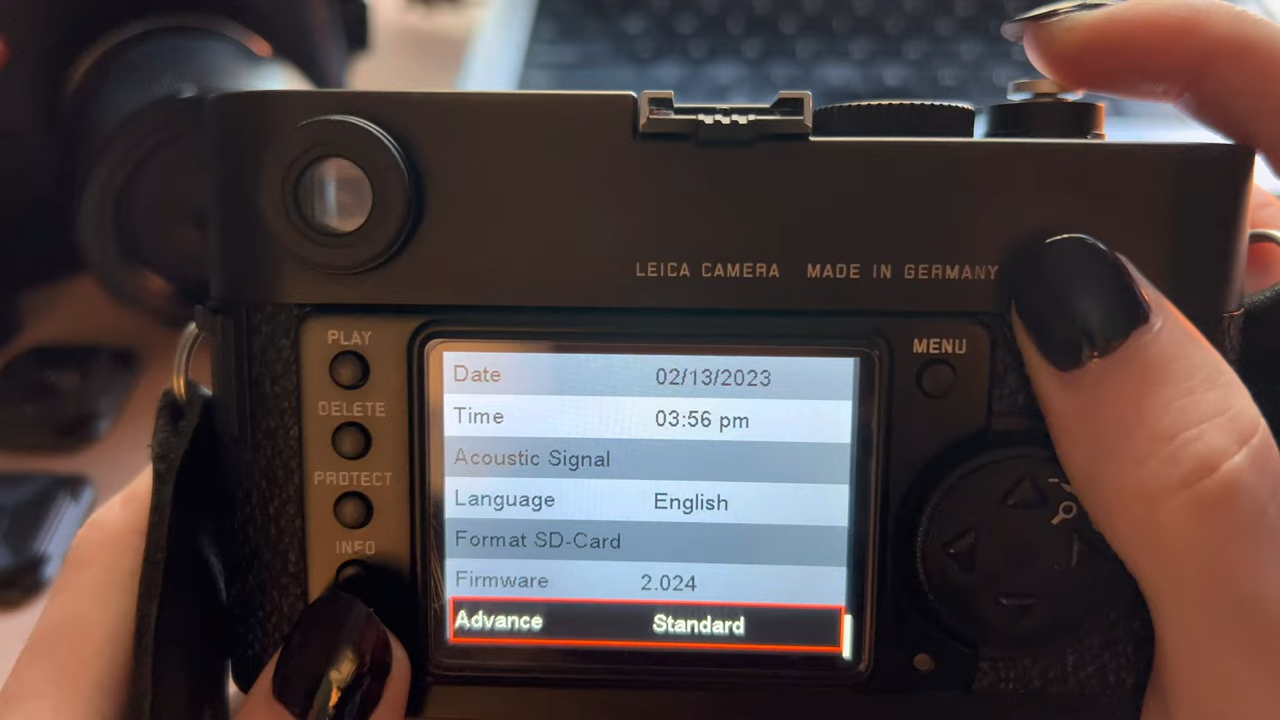 LEICA CAMERA MADE IN GERMANY
PLAY
DELETE
PROTECT
INFO
MENU
Date 02/13/2023
Time 03:56 pm
Acoustic Signal
Language English
Format SD-Card
Firmware 2.024
Advance Standard